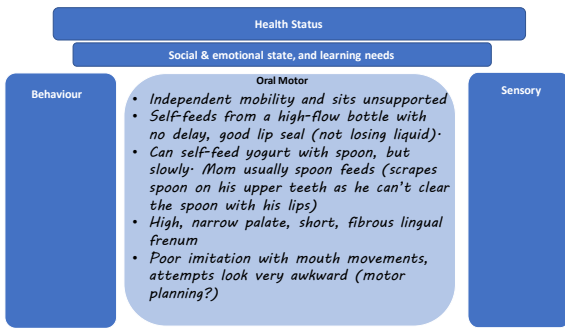 Health Status
Social & emotional state, and learning needs
Behaviour
Oral Motor
Sensory
• Independent mobility and sits unsupported
• Self-feeds from a high-flow bottle with
no delay, good lip seal (not losing liquid).
• Can self-feed yogurt with spoon, but
slowly. Mom usually spoon feeds (scrapes
spoon on his upper teeth as he can't clear
the spoon with his lips)
• High, narrow palate, short, fibrous lingual
frenum
• Poor imitation with mouth movements,
attempts look very awkward (motor
planning?)